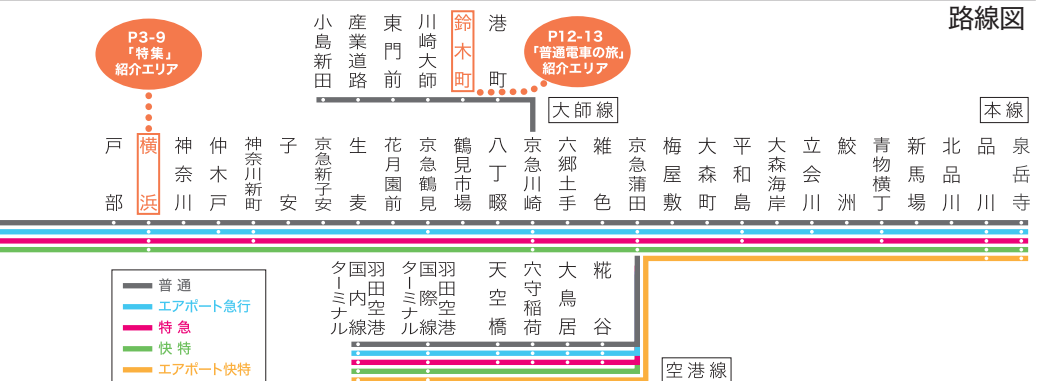 路線図
P3-9
「特集」
紹介エリア
P12-13
「普通電車の旅」
紹介エリア
小島新田
産業道路
東門前
川崎大師
鈴木町
港町
大師線
本線
戸部
横浜
神奈川
仲木戸
神奈川新町
子安
京急新子安
生麦
花月園前
京急鶴見
鶴見市場
八丁畷
京急川崎
六郷土手
雑色
京急蒲田
梅屋敷
大森町
平和島
大森海岸
立会川
鮫洲
青物横丁
新馬場
北品川
品川
泉岳寺
羽田空港
国内線
ターミナル
羽田空港
国際線
ターミナル
天空橋
穴守稲荷
大鳥居
糀谷
空港線
普通
エアポート急行
特急
快特
エアポート快特